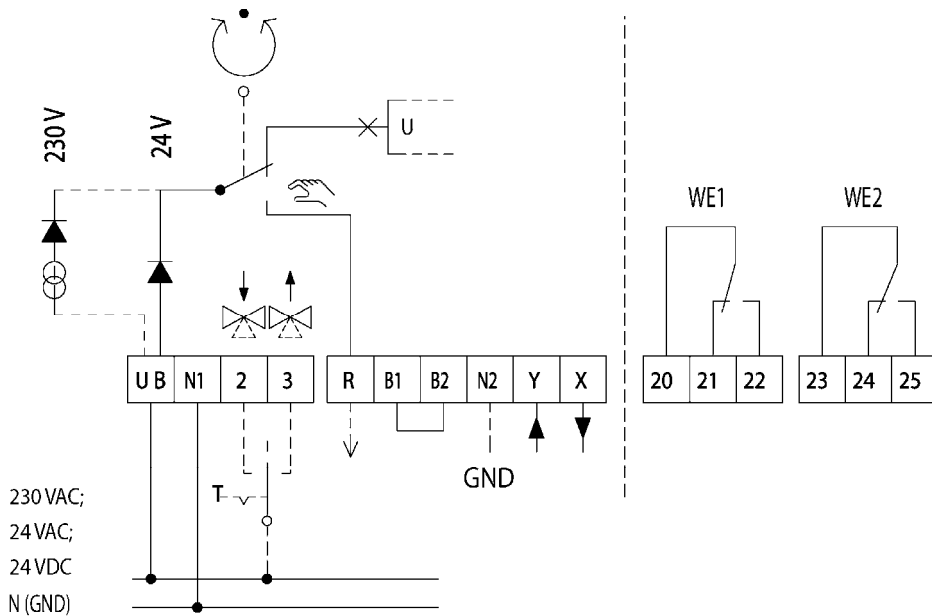 230 V
24 V
U
WE1
WE2
U B N1 2 3
R B1 B2 N2 Y X
20 21 22
23 24 25
GND
T
230 VAC;
24 VAC;
24 VDC
N (GND)